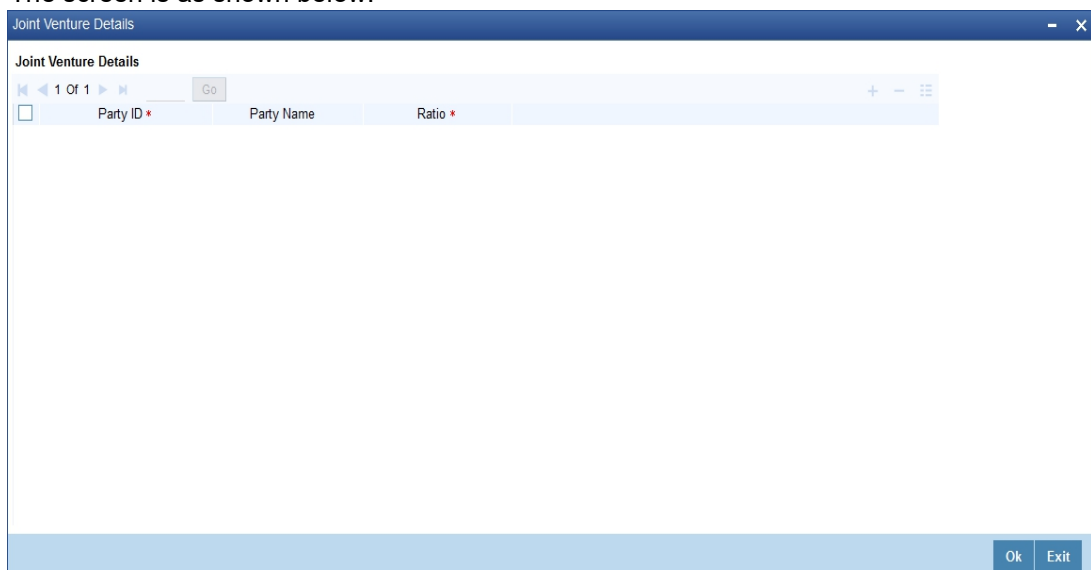 The screen is as shown below:
Joint Venture Details
Joint Venture Details
1 Of 1 Go
Party ID * Party Name Ratio *
Ok Exit